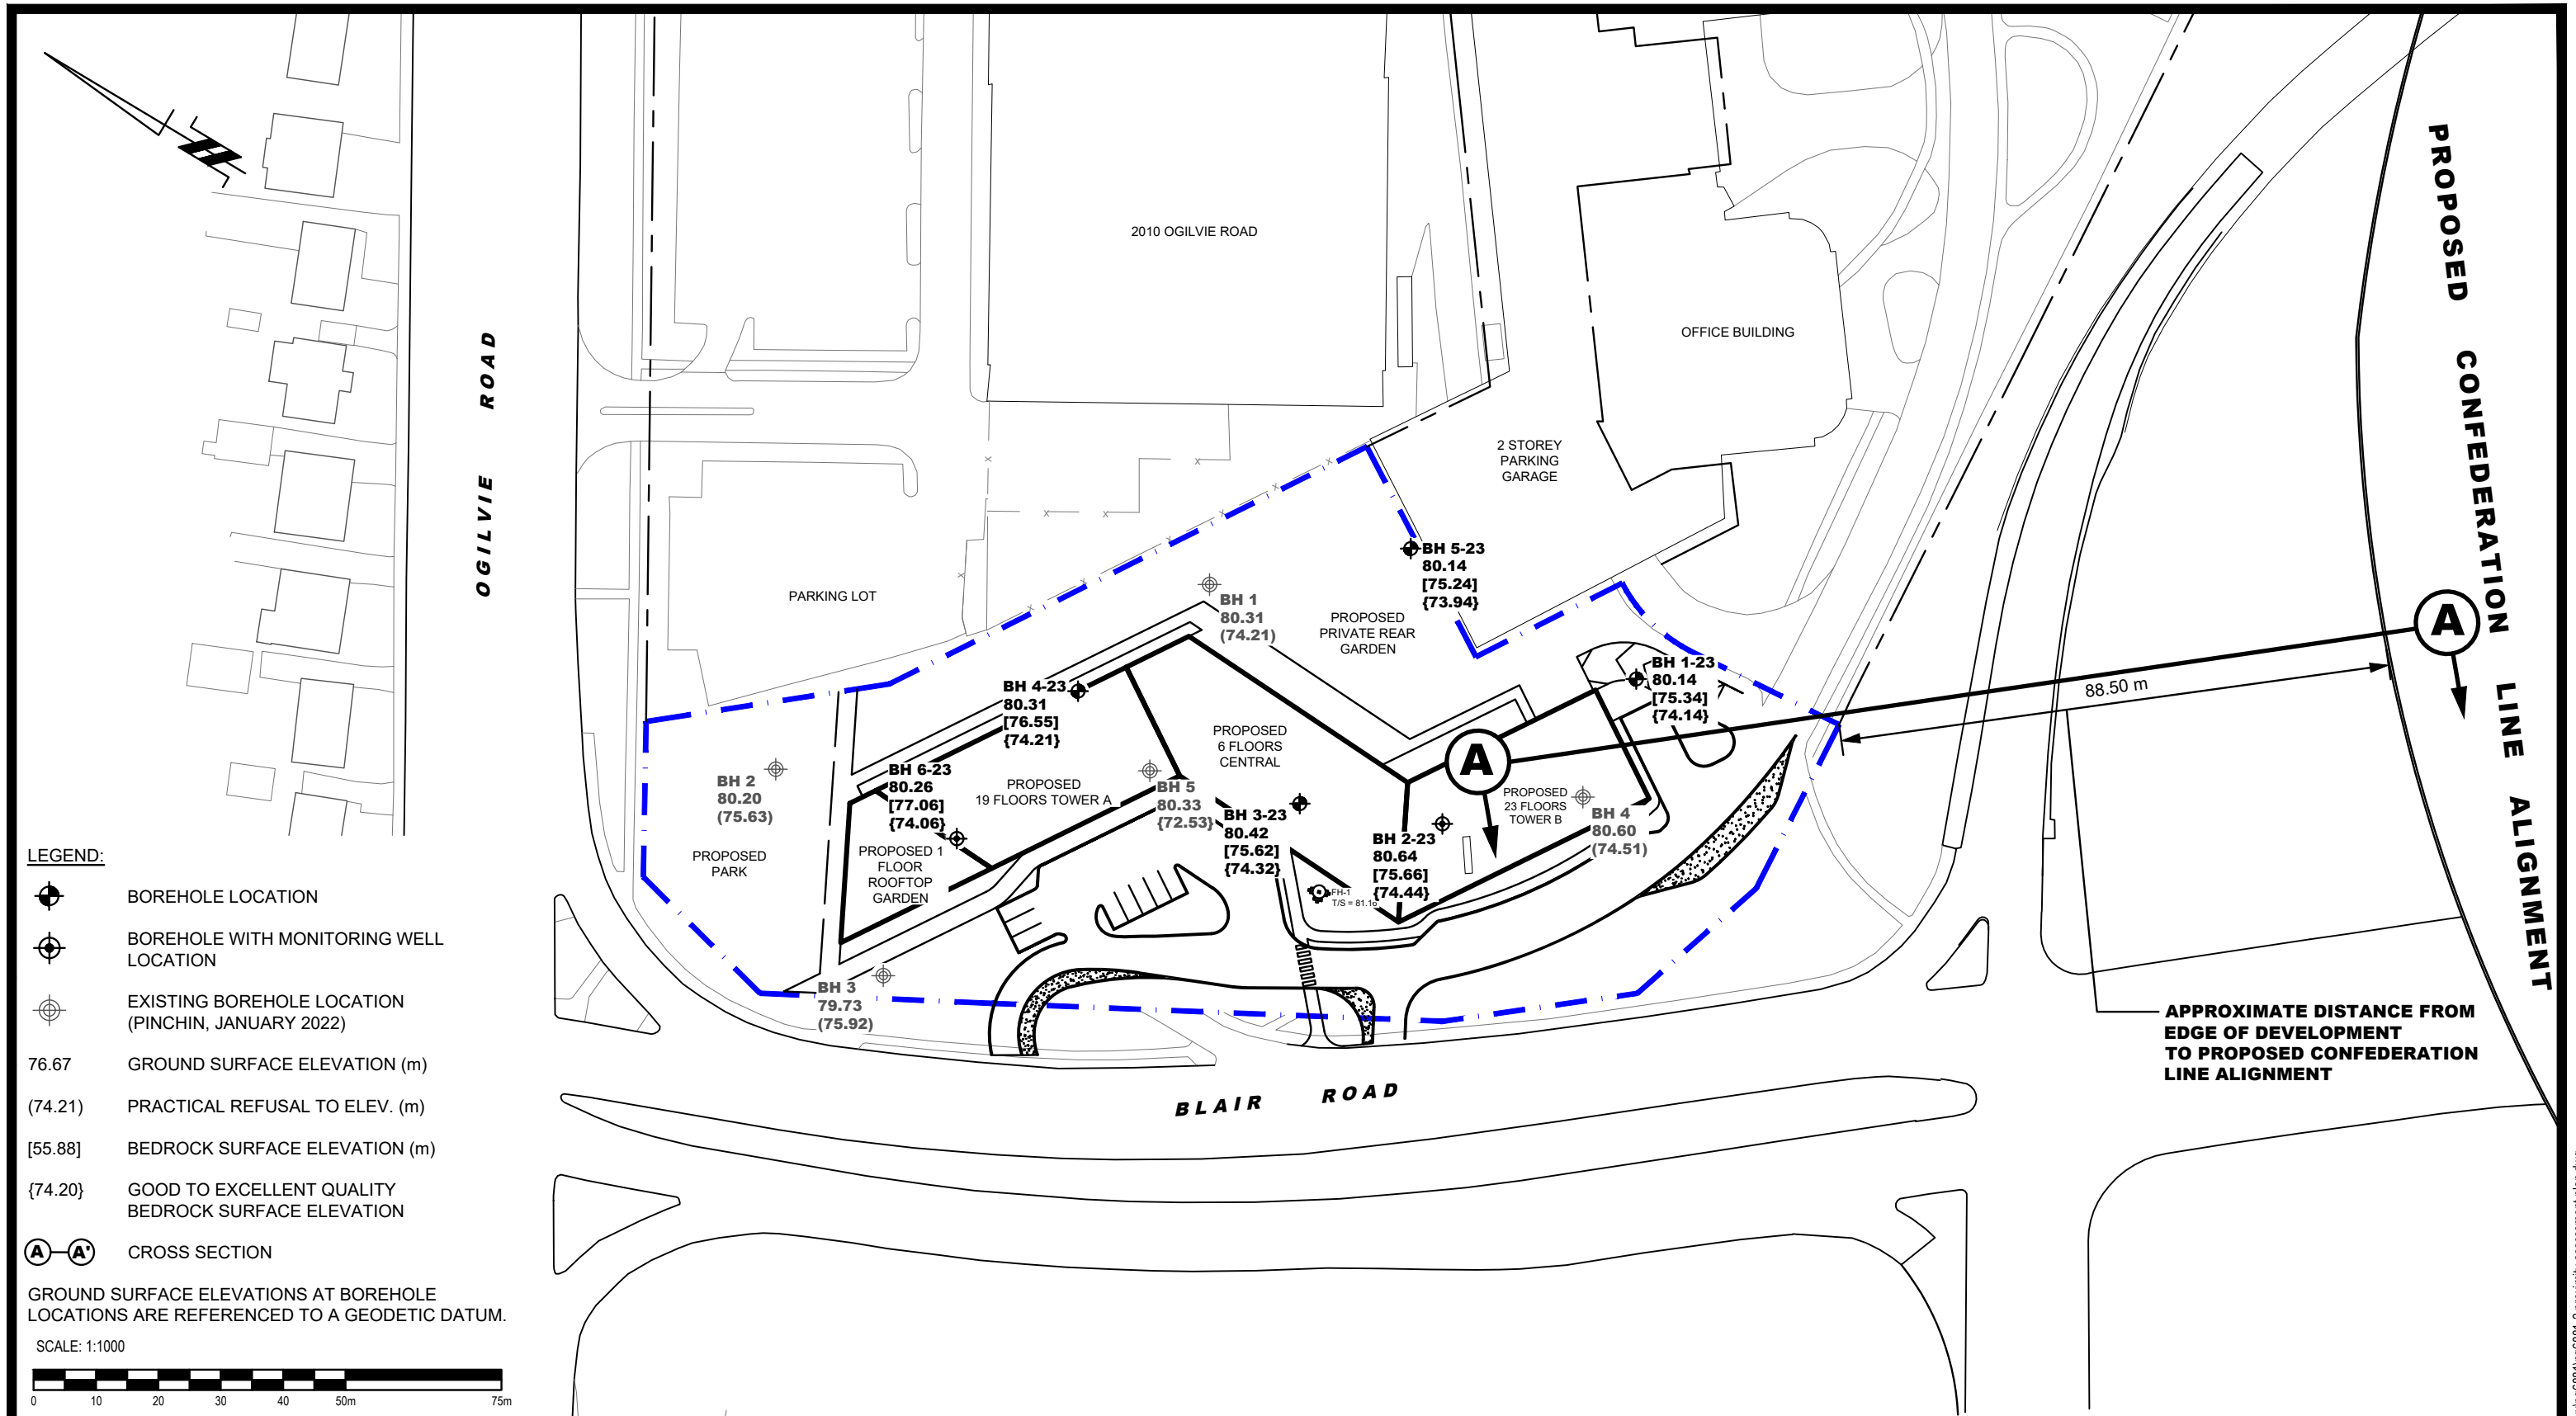 2010 OGILVIE ROAD
OFFICE BUILDING
OGILVIE ROAD
2 STOREY
PARKING
GARAGE
PARKING LOT
PROPOSED CONFEDERATION LINE ALIGNMENT
BH 5-23
80.14
[75.24]
{73.94}
BH 1
80.31
(74.21)
PROPOSED
PRIVATE REAR
GARDEN
BH 1-23
80.14
[75.34]
{74.14}
A
88.50 m
BH 4-23
80.31
[76.55]
{74.21}
PROPOSED
6 FLOORS
CENTRAL
A
BH 2
80.20
(75.63)
BH 6-23
80.26
[77.06]
{74.06}
PROPOSED
19 FLOORS TOWER A
BH 5
80.33
{72.53}
BH 3-23
80.42
[75.62]
{74.32}
PROPOSED
23 FLOORS
TOWER B
BH 4
80.60
(74.51)
BH 2-23
80.64
[75.66]
{74.44}
PROPOSED
PARK
PROPOSED 1
FLOOR
ROOFTOP
GARDEN
FH-1
T/S = 81.16
BH 3
79.73
(75.92)
BLAIR ROAD
APPROXIMATE DISTANCE FROM
EDGE OF DEVELOPMENT
TO PROPOSED CONFEDERATION
LINE ALIGNMENT
LEGEND:
BOREHOLE LOCATION
BOREHOLE WITH MONITORING WELL
LOCATION
EXISTING BOREHOLE LOCATION
(PINCHIN, JANUARY 2022)
76.67 GROUND SURFACE ELEVATION (m)
(74.21) PRACTICAL REFUSAL TO ELEV. (m)
[55.88] BEDROCK SURFACE ELEVATION (m)
{74.20} GOOD TO EXCELLENT QUALITY
BEDROCK SURFACE ELEVATION
A A' CROSS SECTION
GROUND SURFACE ELEVATIONS AT BOREHOLE
LOCATIONS ARE REFERENCED TO A GEODETIC DATUM.
SCALE: 1:1000
0 10 20 30 40 50m 75m